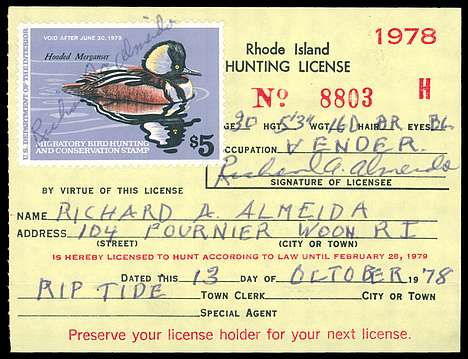 VOID AFTER JUNE 30, 1979
Hooded Merganser
U.S. DEPARTMENT OF THE INTERIOR
$5
MIGRATORY BIRD HUNTING
AND CONSERVATION STAMP
1978
Rhode Island
HUNTING LICENSE
No 8803 H
HGT. 5'3" WGT. 160 HAIR BR EYES BL
OCCUPATION VENDER.
Richard A. Almeida
SIGNATURE OF LICENSEE
BY VIRTUE OF THIS LICENSE
NAME RICHARD A. ALMEIDA
ADDRESS 104 FOURNIER WOON RI
(STREET) (CITY OR TOWN)
IS HEREBY LICENSED TO HUNT ACCORDING TO LAW UNTIL FEBRUARY 28, 1979
DATED THIS 13 DAY OF OCTOBER 1978
RIP TIDE TOWN CLERK CITY OR TOWN
SPECIAL AGENT
Preserve your license holder for your next license.